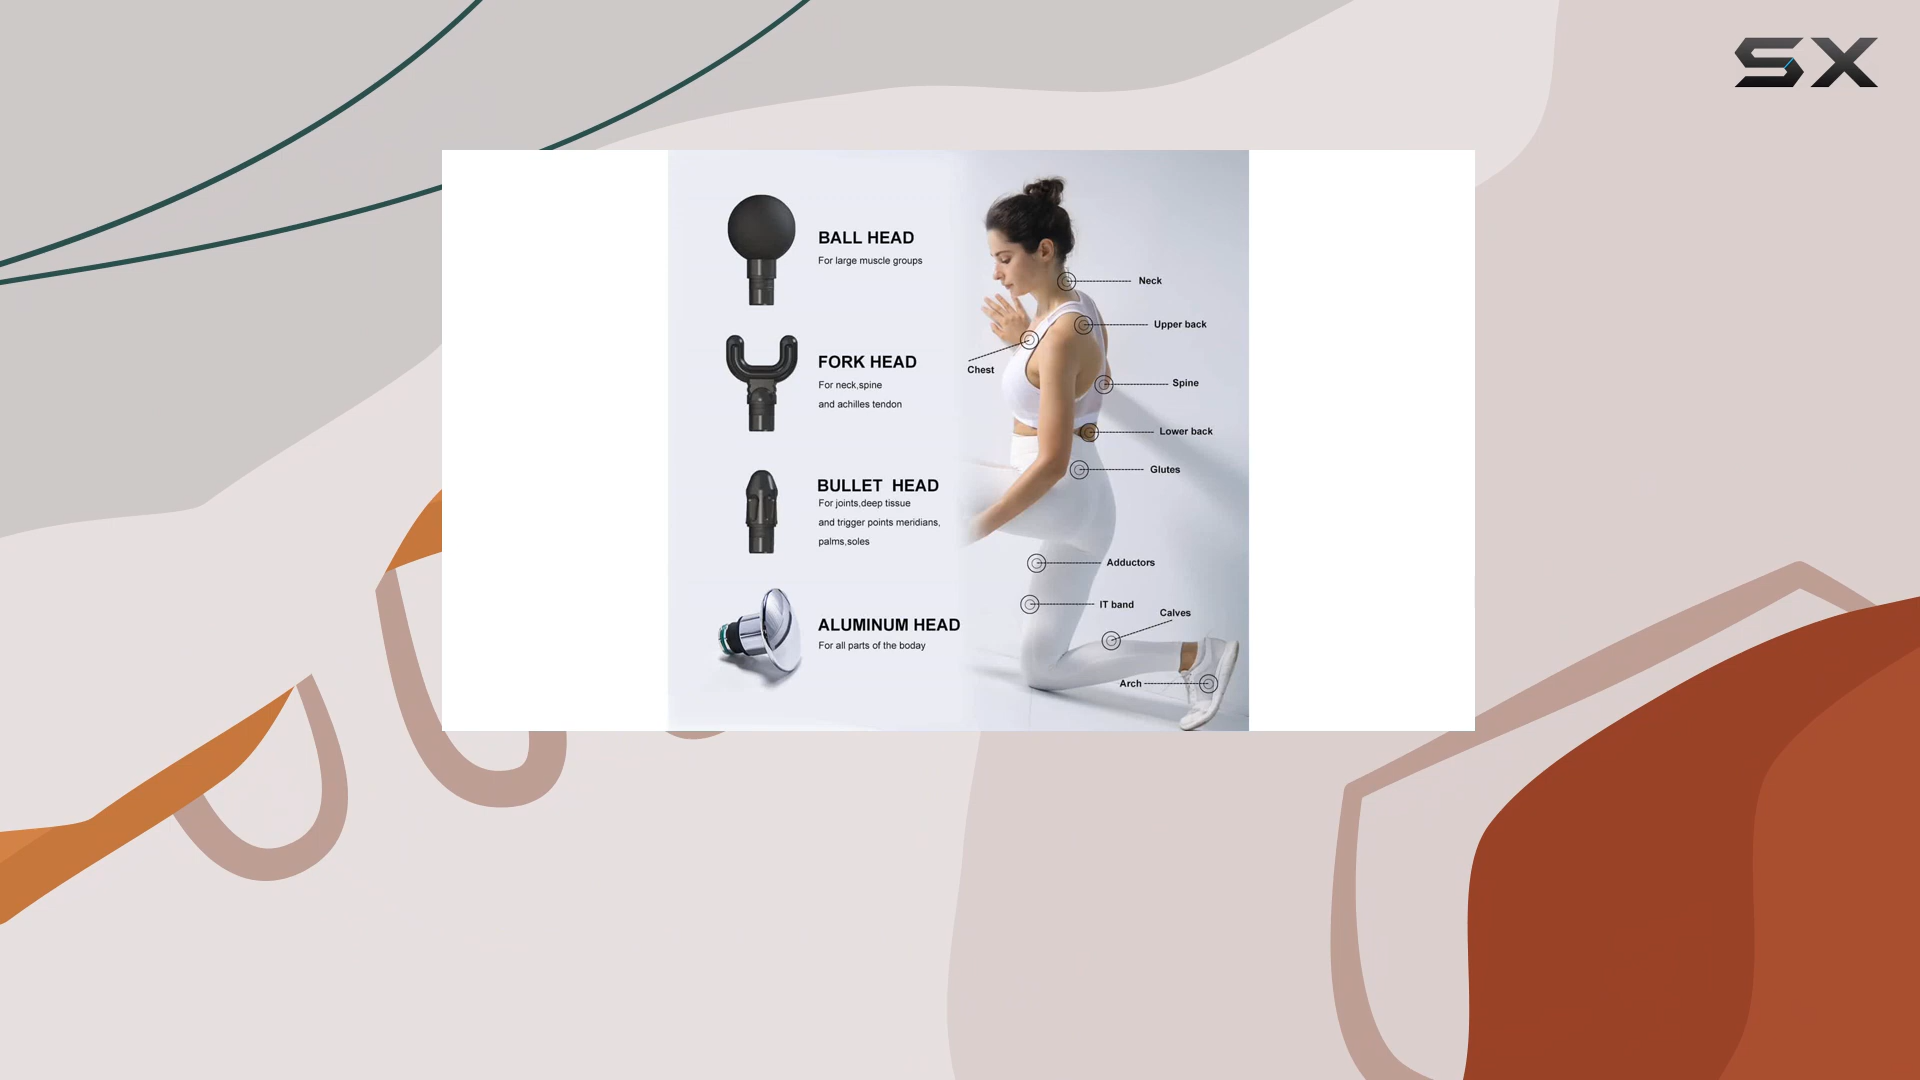 SX
BALL HEAD
For large muscle groups
FORK HEAD
For neck,spine
and achilles tendon
BULLET HEAD
For joints,deep tissue
and trigger points meridians,
palms,soles
ALUMINUM HEAD
For all parts of the boday
Neck
Upper back
Chest
Spine
Lower back
Glutes
Adductors
IT band
Calves
Arch